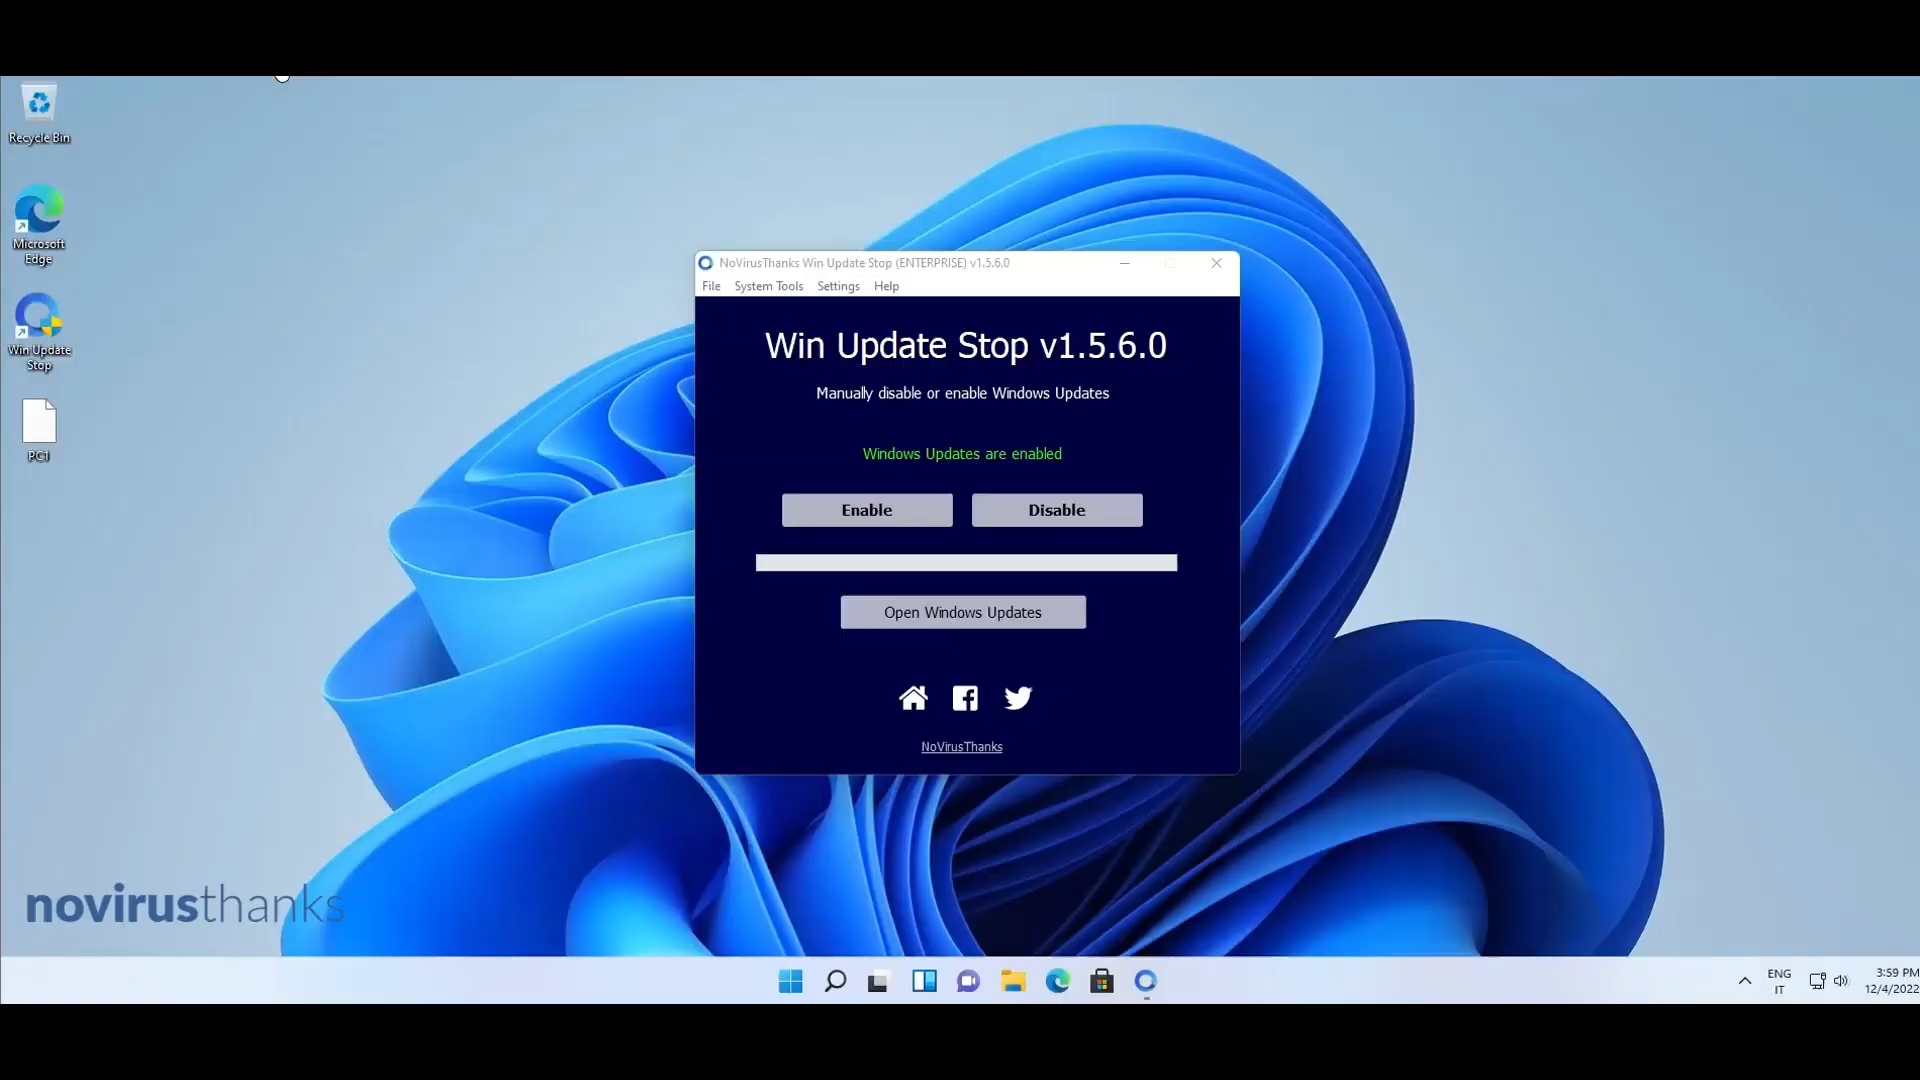 Recycle Bin
Microsoft
Edge
Win Update
Stop
PC1
NoVirusThanks Win Update Stop (ENTERPRISE) v1.5.6.0
File System Tools Settings Help
Win Update Stop v1.5.6.0
Manually disable or enable Windows Updates
Windows Updates are enabled
Enable Disable
Open Windows Updates
NoVirusThanks
novirusthanks
ENG
IT
3:59 PM
12/4/2022